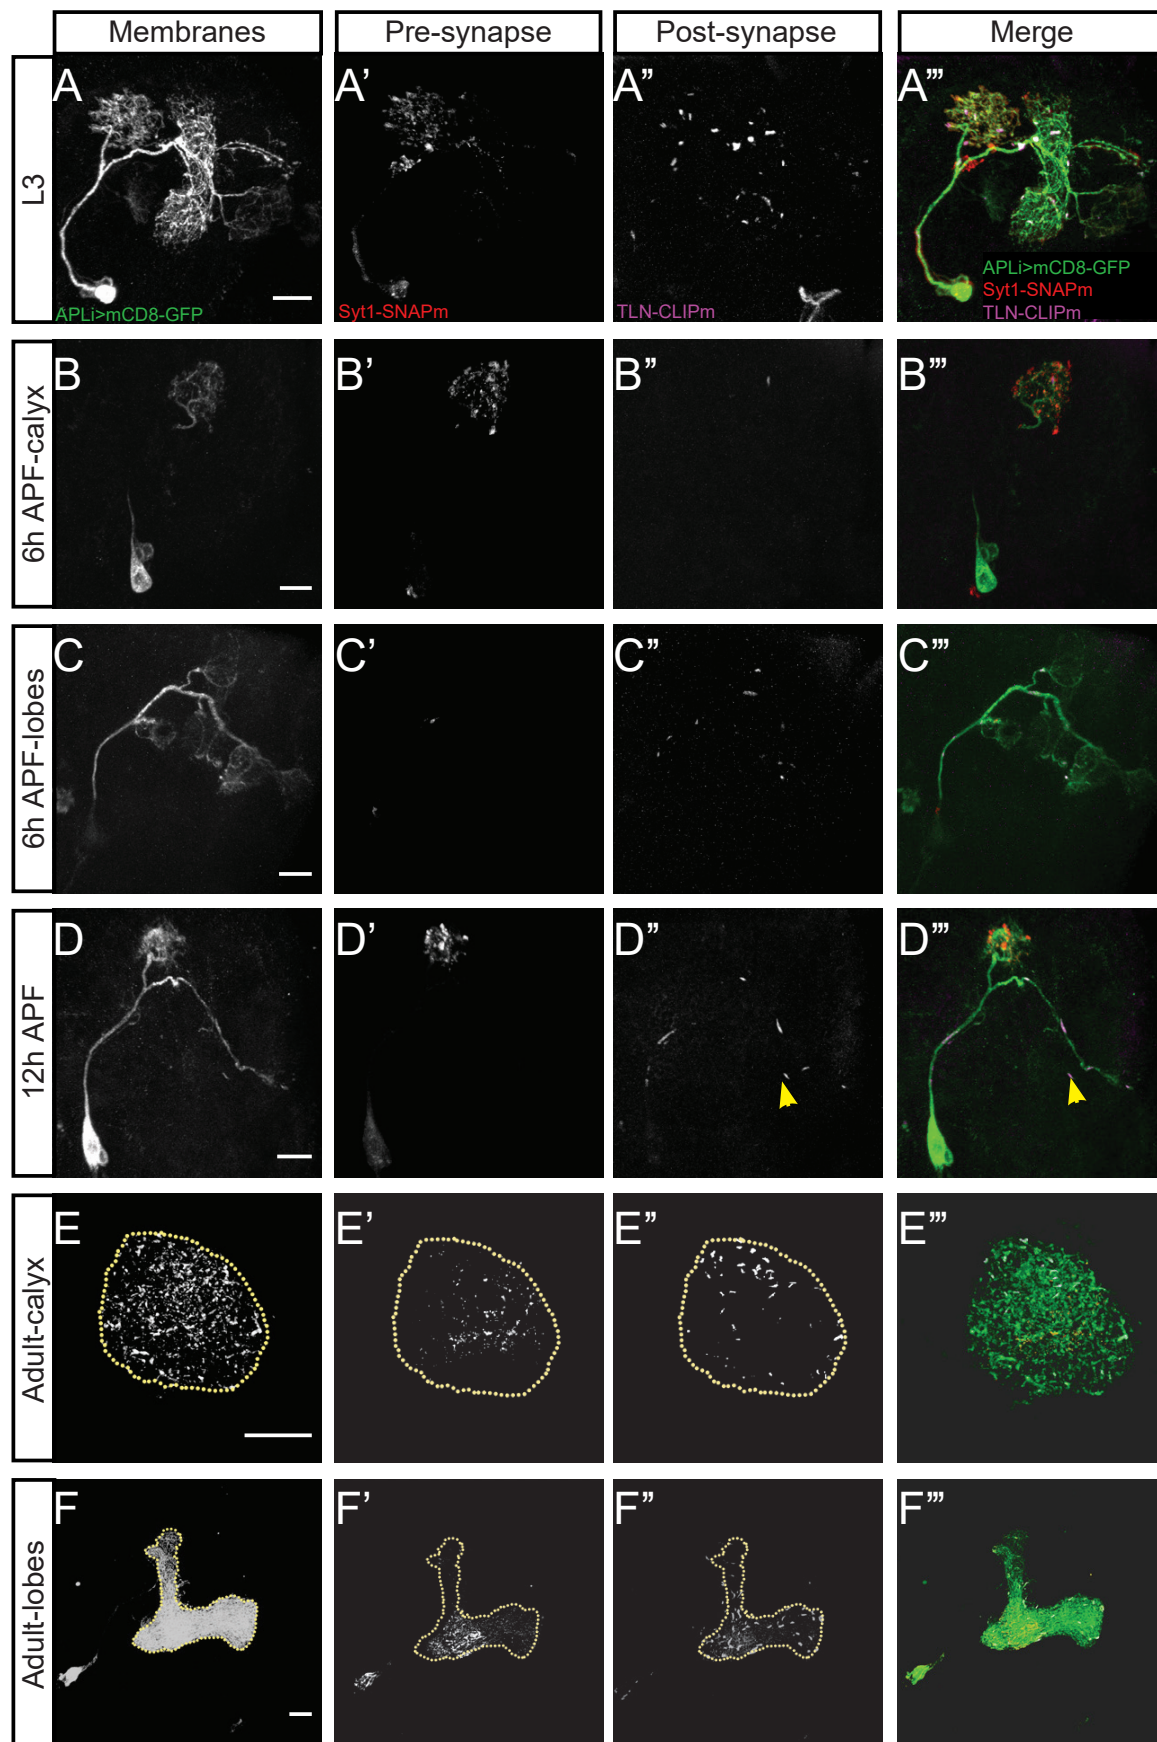 Membranes
Pre-synapse
Post-synapse
Merge
L3
A
APLi>mCD8-GFP
A'
Syt1-SNAPm
A''
TLN-CLIPm
A'''
APLi>mCD8-GFP
Syt1-SNAPm
TLN-CLIPm
6h APF-calyx
B
B'
B''
B'''
6h APF-lobes
C
C'
C''
C'''
12h APF
D
D'
D''
D'''
Adult-calyx
E
E'
E''
E'''
Adult-lobes
F
F'
F''
F'''